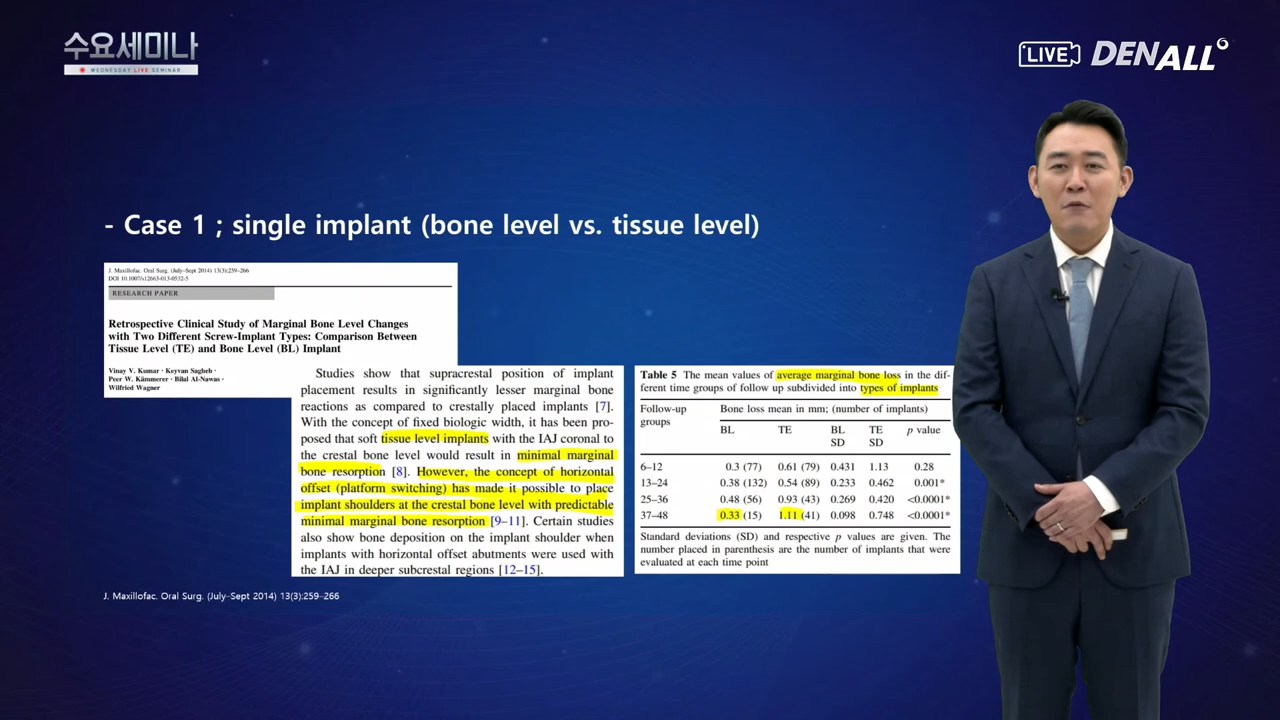 수요세미나
WEDNESDAY LIVE SEMINAR
LIVE
DENALL
- Case 1 ; single implant (bone level vs. tissue level)
J. Maxillofac. Oral Surg. (July–Sept 2014) 13(3):259–266
DOI 10.1007/s12663-013-0532-5
RESEARCH PAPER
Retrospective Clinical Study of Marginal Bone Level Changes
with Two Different Screw-Implant Types: Comparison Between
Tissue Level (TE) and Bone Level (BL) Implant
Vinay V. Kumar · Keyvan Sagheb ·
Peer W. Kämmerer · Bilal Al-Nawas ·
Wilfried Wagner
Studies show that supracrestal position of implant
placement results in significantly lesser marginal bone
reactions as compared to crestally placed implants [7].
With the concept of fixed biologic width, it has been pro-
posed that soft tissue level implants with the IAJ coronal to
the crestal bone level would result in minimal marginal
bone resorption [8]. However, the concept of horizontal
offset (platform switching) has made it possible to place
implant shoulders at the crestal bone level with predictable
minimal marginal bone resorption [9–11]. Certain studies
also show bone deposition on the implant shoulder when
implants with horizontal offset abutments were used with
the IAJ in deeper subcrestal regions [12–15].
Table 5 The mean values of average marginal bone loss in the dif-
ferent time groups of follow up subdivided into types of implants
Follow-up groups Bone loss mean in mm; (number of implants)
BL TE BL SD TE SD p value
6–12 0.3 (77) 0.61 (79) 0.431 1.13 0.28
13–24 0.38 (132) 0.54 (89) 0.233 0.462 0.001*
25–36 0.48 (56) 0.93 (43) 0.269 0.420 <0.0001*
37–48 0.33 (15) 1.11 (41) 0.098 0.748 <0.0001*
Standard deviations (SD) and respective p values are given. The
number placed in parenthesis are the number of implants that were
evaluated at each time point
J. Maxillofac. Oral Surg. (July–Sept 2014) 13(3):259–266